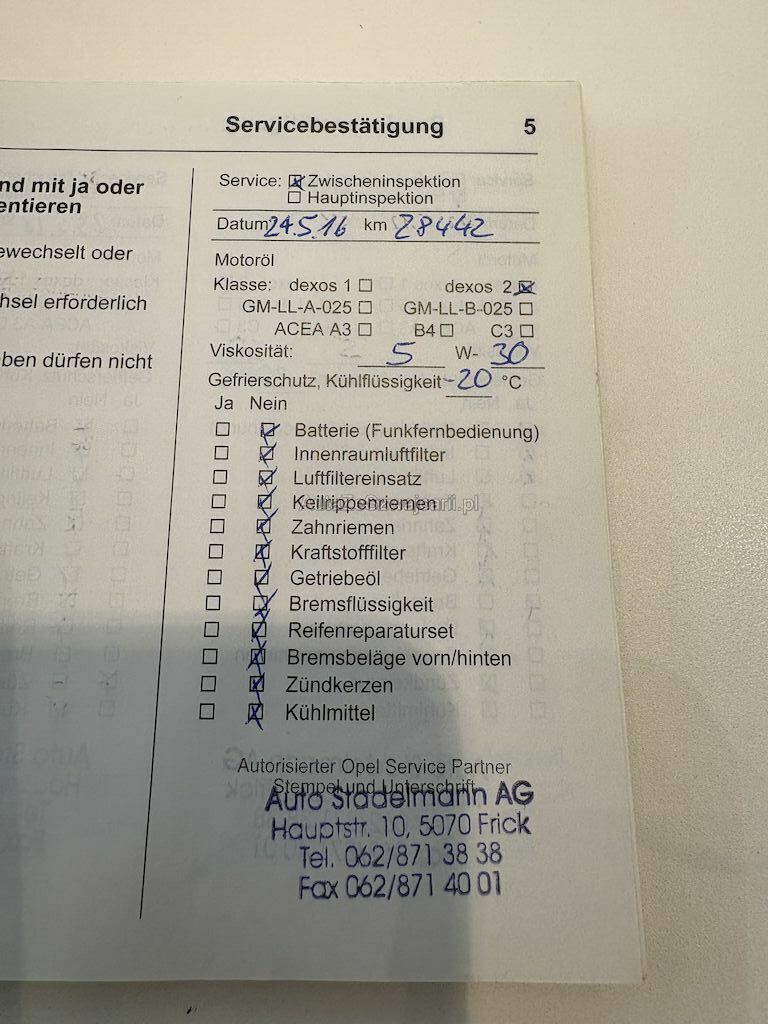 Servicebestätigung 5
nd mit ja oder
entieren
ewechselt oder
hsel erforderlich
ben dürfen nicht
Service: Zwischeninspektion
Hauptinspektion
Datum: 24.5.16 km 28442
Motoröl
Klasse: dexos 1 dexos 2
GM-LL-A-025 GM-LL-B-025
ACEA A3 B4 C3
Viskosität: 5 W- 30
Gefrierschutz, Kühlflüssigkeit -20 °C
Ja Nein
Batterie (Funkfernbedienung)
Innenraumluftfilter
Luftfiltereinsatz
Keilrippenriemen
Zahnriemen
Kraftstofffilter
Getriebeöl
Bremsflüssigkeit
Reifenreparaturset
Bremsbeläge vorn/hinten
Zündkerzen
Kühlmittel
Autorisierter Opel Service Partner
Stempel und Unterschrift
Auto Stadelmann AG
Hauptstr. 10, 5070 Frick
Tel. 062/871 38 38
Fax 062/871 40 01